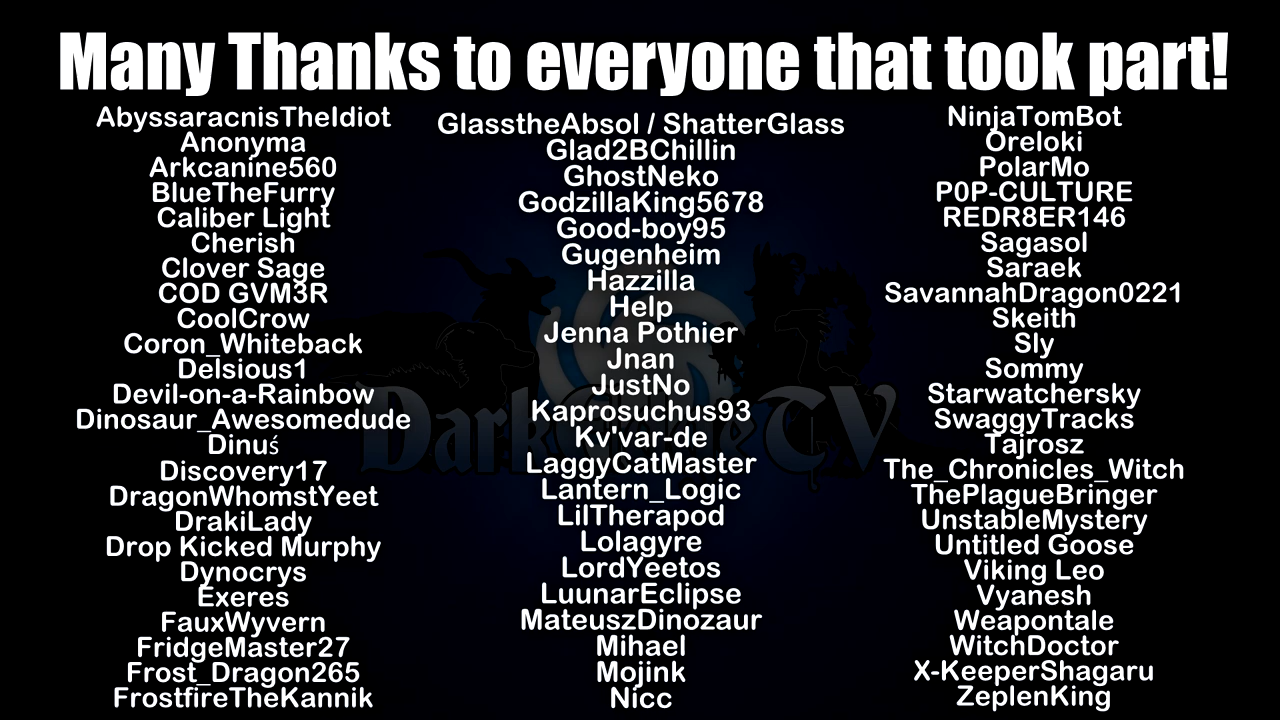 Many Thanks to everyone that took part!
AbyssaracnisTheIdiot
Anonyma
Arkcanine560
BlueTheFurry
Caliber Light
Cherish
Clover Sage
COD GVM3R
CoolCrow
Coron_Whiteback
Delsious1
Devil-on-a-Rainbow
Dinosaur_Awesomedude
Dinuś
Discovery17
DragonWhomstYeet
DrakiLady
Drop Kicked Murphy
Dynocrys
Exeres
FauxWyvern
FridgeMaster27
Frost_Dragon265
FrostfireTheKannik
GlasstheAbsol / ShatterGlass
Glad2BChillin
GhostNeko
GodzillaKing5678
Good-boy95
Gugenheim
Hazzilla
Help
Jenna Pothier
Jnan
JustNo
Kaprosuchus93
Kv'var-de
LaggyCatMaster
Lantern_Logic
LilTherapod
Lolagyre
LordYeetos
LuunarEclipse
MateuszDinozaur
Mihael
Mojink
Nicc
NinjaTomBot
Oreloki
PolarMo
P0P-CULTURE
REDR8ER146
Sagasol
Saraek
SavannahDragon0221
Skeith
Sly
Sommy
Starwatchersky
SwaggyTracks
Tajrosz
The_Chronicles_Witch
ThePlagueBringer
UnstableMystery
Untitled Goose
Viking Leo
Vyanesh
Weapontale
WitchDoctor
X-KeeperShagaru
ZeplenKing